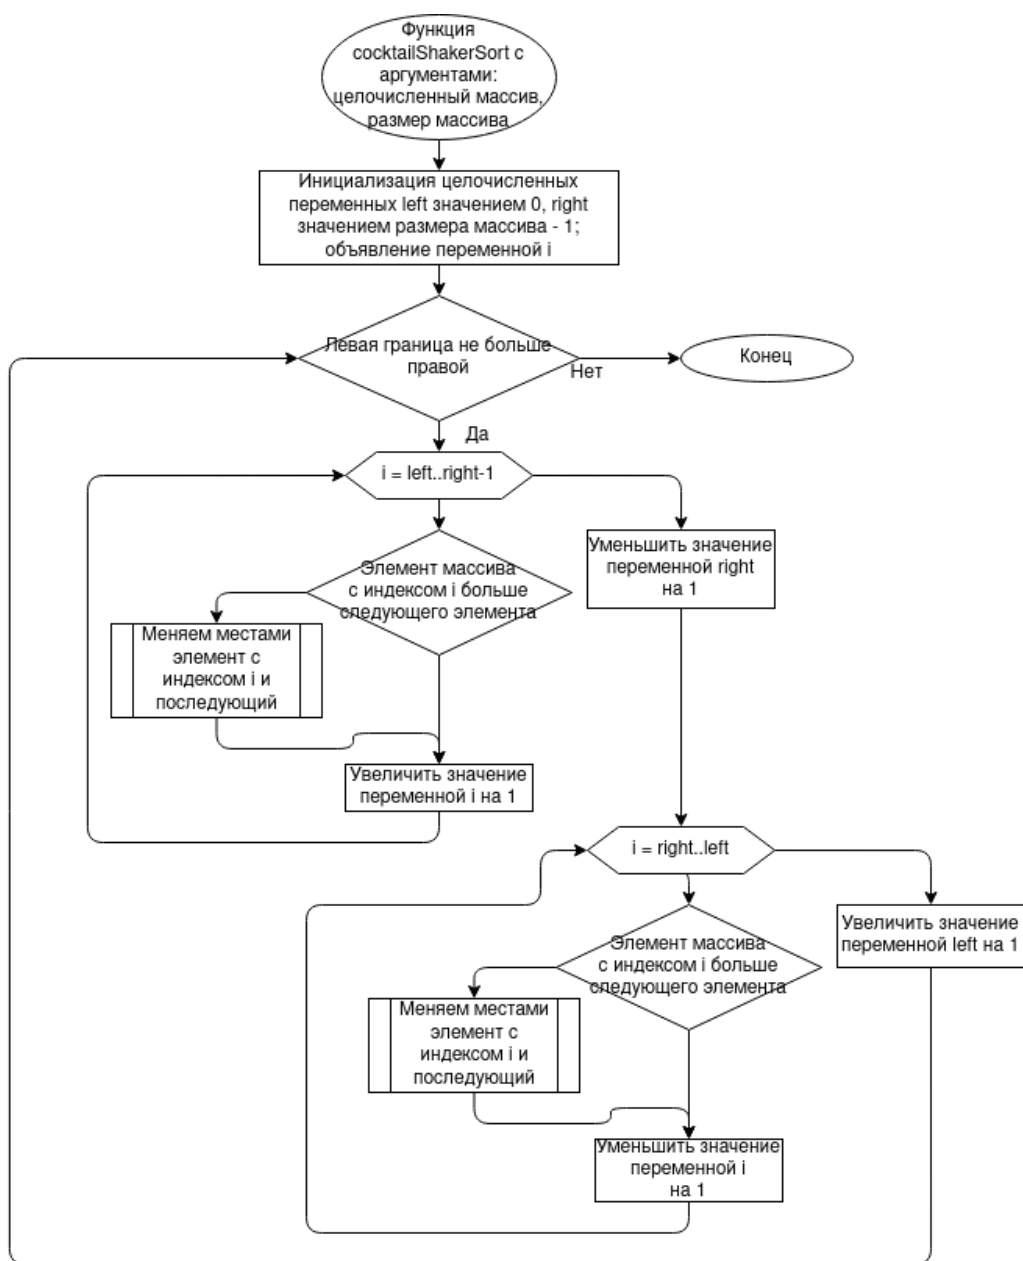 Функция
cocktailShakerSort с
аргументами:
целочисленный массив,
размер массива
Инициализация целочисленных
переменных left значением 0, right
значением размера массива - 1;
объявление переменной i
Левая граница не больше
правой
Нет
Конец
Да
i = left..right-1
Элемент массива
с индексом i больше
следующего элемента
Уменьшить значение
переменной right
на 1
Меняем местами
элемент с
индексом i и
последующий
Увеличить значение
переменной i на 1
i = right..left
Элемент массива
с индексом i больше
следующего элемента
Увеличить значение
переменной left на 1
Меняем местами
элемент с
индексом i и
последующий
Уменьшить значение
переменной i
на 1